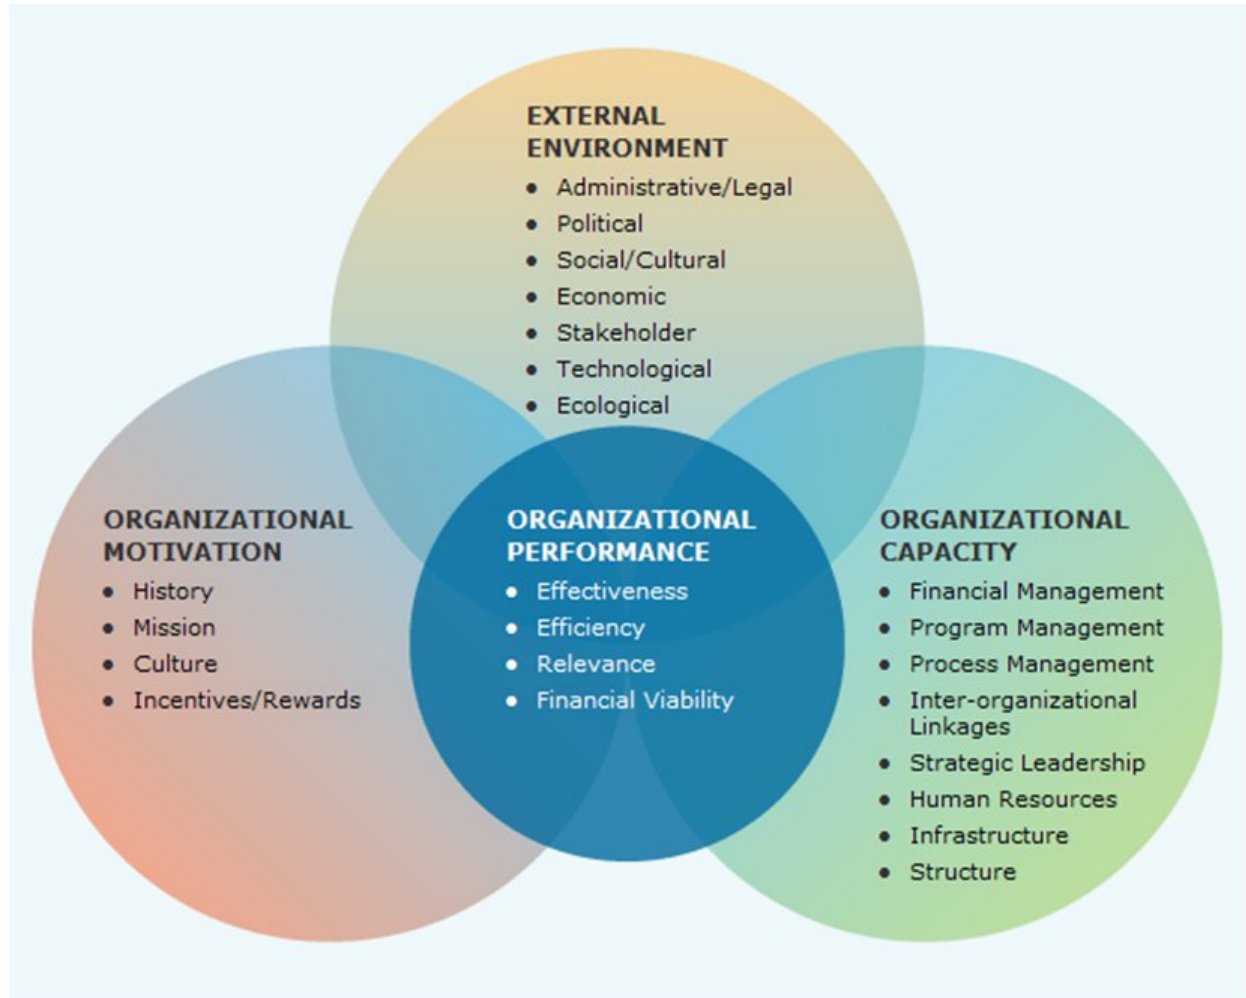 EXTERNAL
ENVIRONMENT
• Administrative/Legal
• Political
• Social/Cultural
• Economic
• Stakeholder
• Technological
• Ecological
ORGANIZATIONAL
MOTIVATION
• History
• Mission
• Culture
• Incentives/Rewards
ORGANIZATIONAL
PERFORMANCE
• Effectiveness
• Efficiency
• Relevance
• Financial Viability
ORGANIZATIONAL
CAPACITY
• Financial Management
• Program Management
• Process Management
• Inter-organizational
Linkages
• Strategic Leadership
• Human Resources
• Infrastructure
• Structure